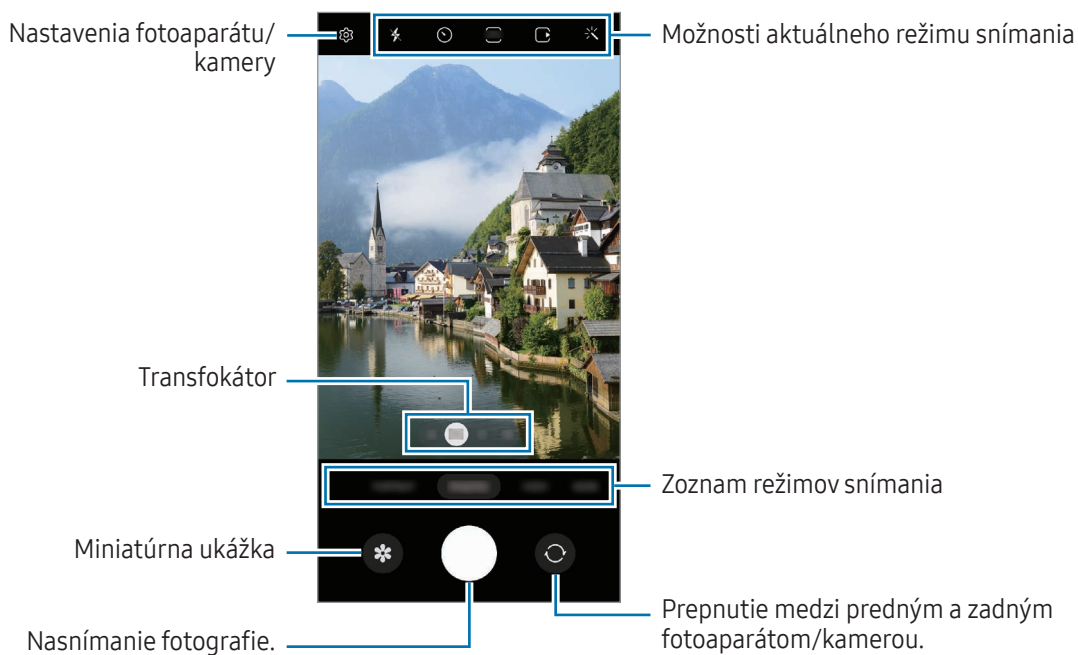 Nastavenia fotoaparátu/
kamery
Možnosti aktuálneho režimu snímania
Transfokátor
Zoznam režimov snímania
Miniatúrna ukážka
Nasnímanie fotografie.
Prepnutie medzi predným a zadným
fotoaparátom/kamerou.